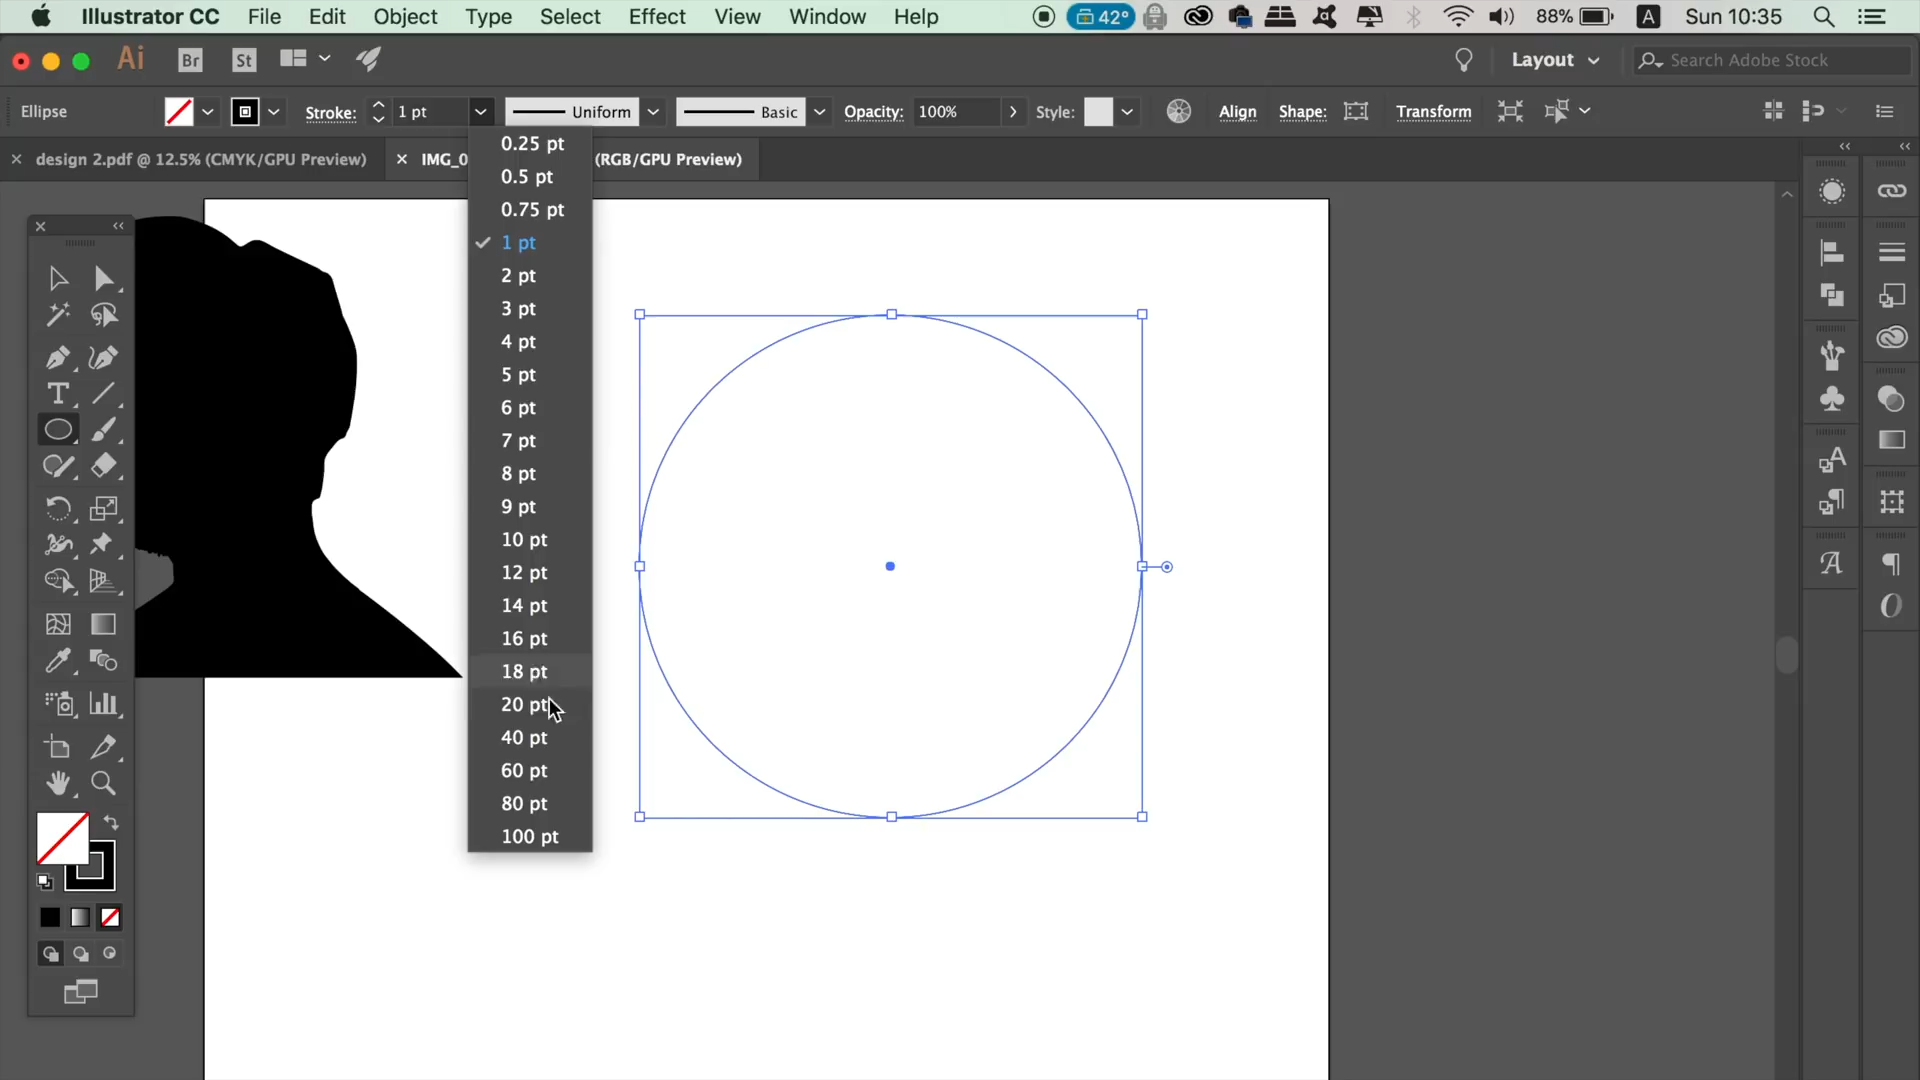 Illustrator CC File Edit Object Type Select Effect View Window Help 42° 88% A Sun 10:35
Ai Br St Layout Search Adobe Stock
Ellipse Stroke: 1 pt Uniform Basic Opacity: 100% Style: Align Shape: Transform
design 2.pdf @ 12.5% (CMYK/GPU Preview) IMG_0 (RGB/GPU Preview)
0.25 pt
0.5 pt
0.75 pt
1 pt
2 pt
3 pt
4 pt
5 pt
6 pt
7 pt
8 pt
9 pt
10 pt
12 pt
14 pt
16 pt
18 pt
20 pt
40 pt
60 pt
80 pt
100 pt